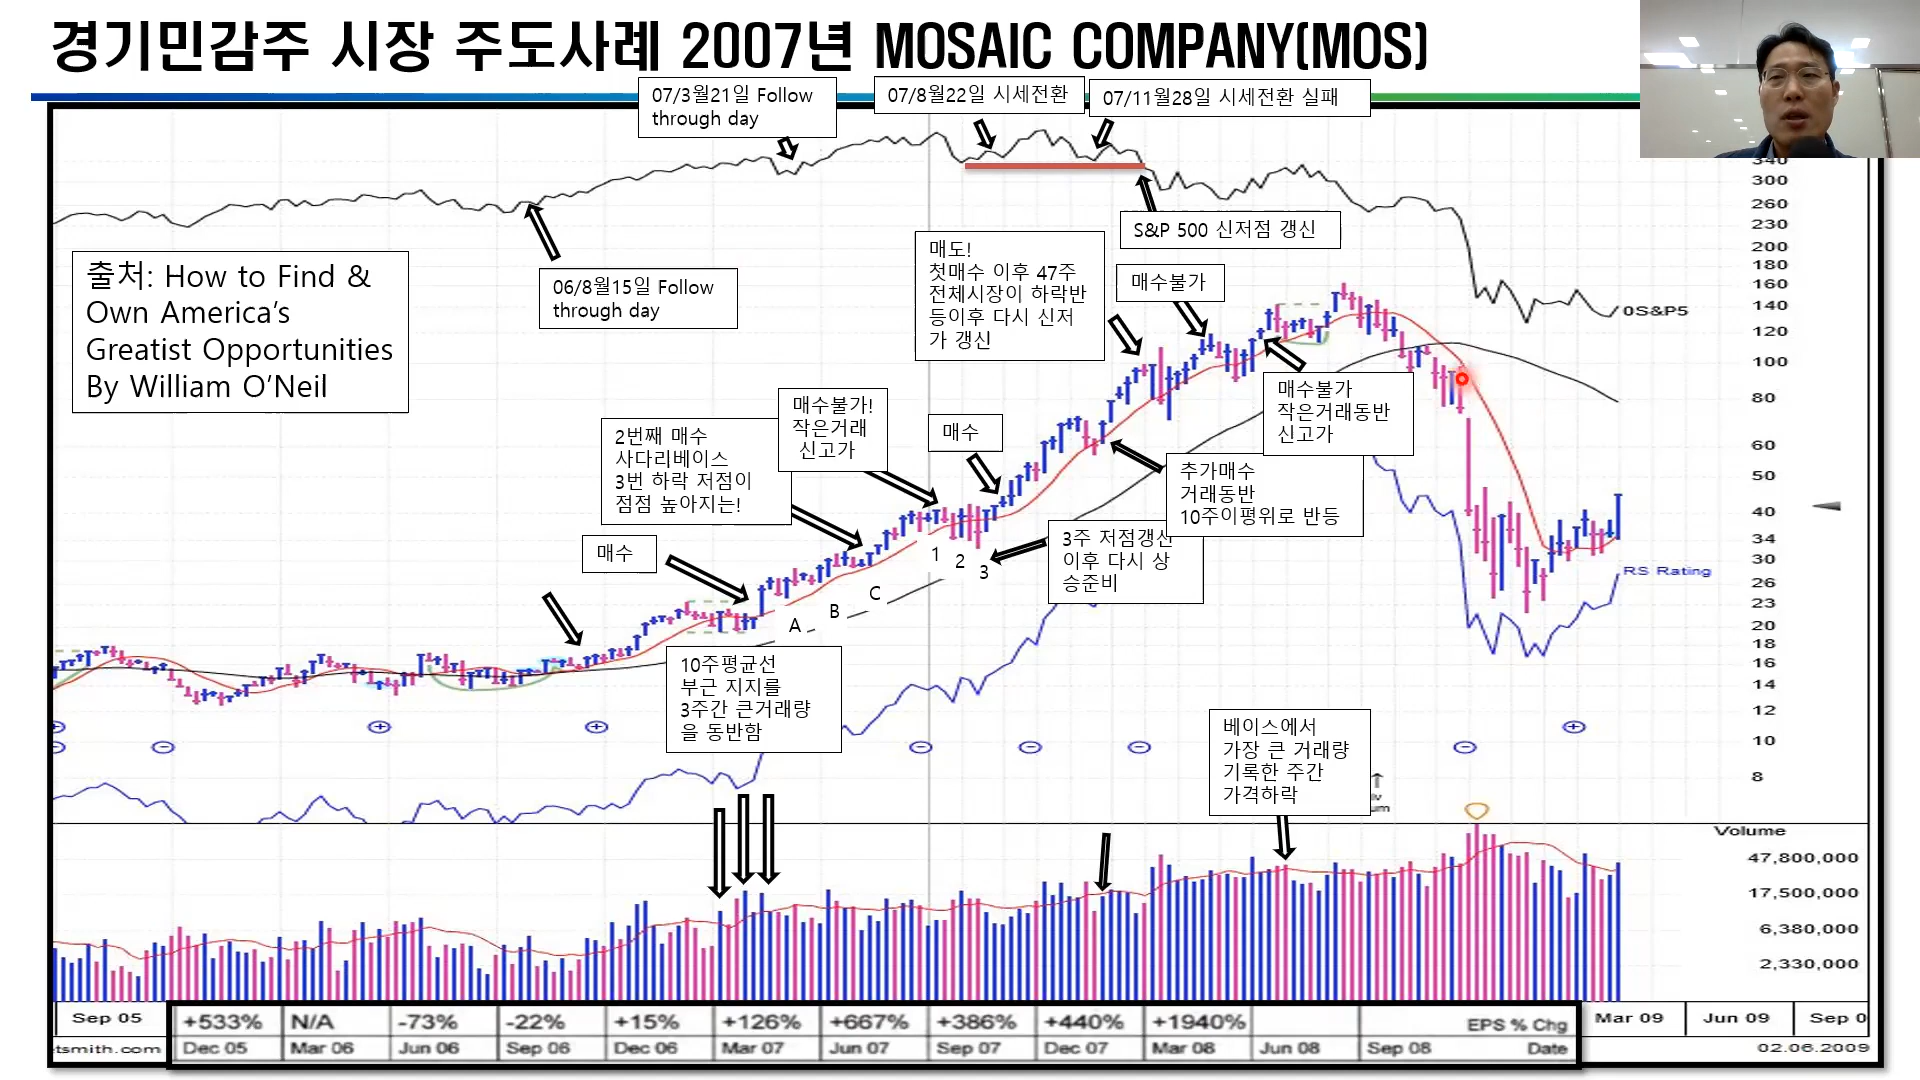 경기민감주 시장 주도사례 2007년 MOSAIC COMPANY(MOS)
07/3월21일 Follow
through day
07/8월22일 시세전환
07/11월28일 시세전환 실패
S&P 500 신저점 갱신
06/8월15일 Follow
through day
출처: How to Find &
Own America's
Greatist Opportunities
By William O'Neil
매도!
첫매수 이후 47주
전체시장이 하락반
등이후 다시 신저
가 갱신
매수불가
매수불가
작은거래동반
신고가
매수불가!
작은거래
신고가
매수
2번째 매수
사다리베이스
3번 하락 저점이
점점 높아지는!
매수
추가매수
거래동반
10주이평위로 반등
3주 저점갱신
이후 다시 상
승준비
1
2
3
A
B
C
10주평균선
부근 지지를
3주간 큰거래량
을 동반함
베이스에서
가장 큰 거래량
기록한 주간
가격하락
340
300
260
230
200
180
160
140
120
100
80
60
50
40
34
30
26
23
20
18
16
14
12
10
8
0S&P5
RS Rating
Volume
47,800,000
17,500,000
6,380,000
2,330,000
Sep 05
+533% N/A -73% -22% +15% +126% +667% +386% +440% +1940% EPS % Chg
Mar 09 Jun 09 Sep 0
tsmith.com Dec 05 Mar 06 Jun 06 Sep 06 Dec 06 Mar 07 Jun 07 Sep 07 Dec 07 Mar 08 Jun 08 Sep 08 Date
02.06.2009